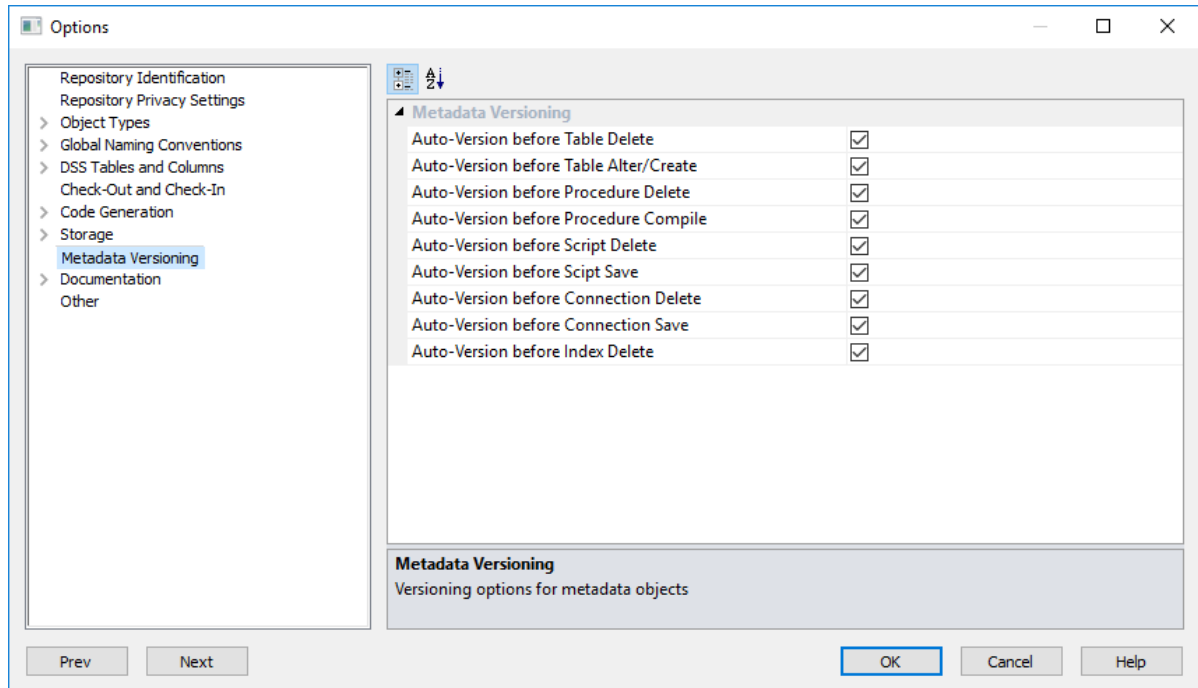 Options
Repository Identification
Repository Privacy Settings
Object Types
Global Naming Conventions
DSS Tables and Columns
Check-Out and Check-In
Code Generation
Storage
Metadata Versioning
Documentation
Other
Metadata Versioning
Auto-Version before Table Delete
Auto-Version before Table Alter/Create
Auto-Version before Procedure Delete
Auto-Version before Procedure Compile
Auto-Version before Script Delete
Auto-Version before Scipt Save
Auto-Version before Connection Delete
Auto-Version before Connection Save
Auto-Version before Index Delete
Metadata Versioning
Versioning options for metadata objects
Prev
Next
OK
Cancel
Help